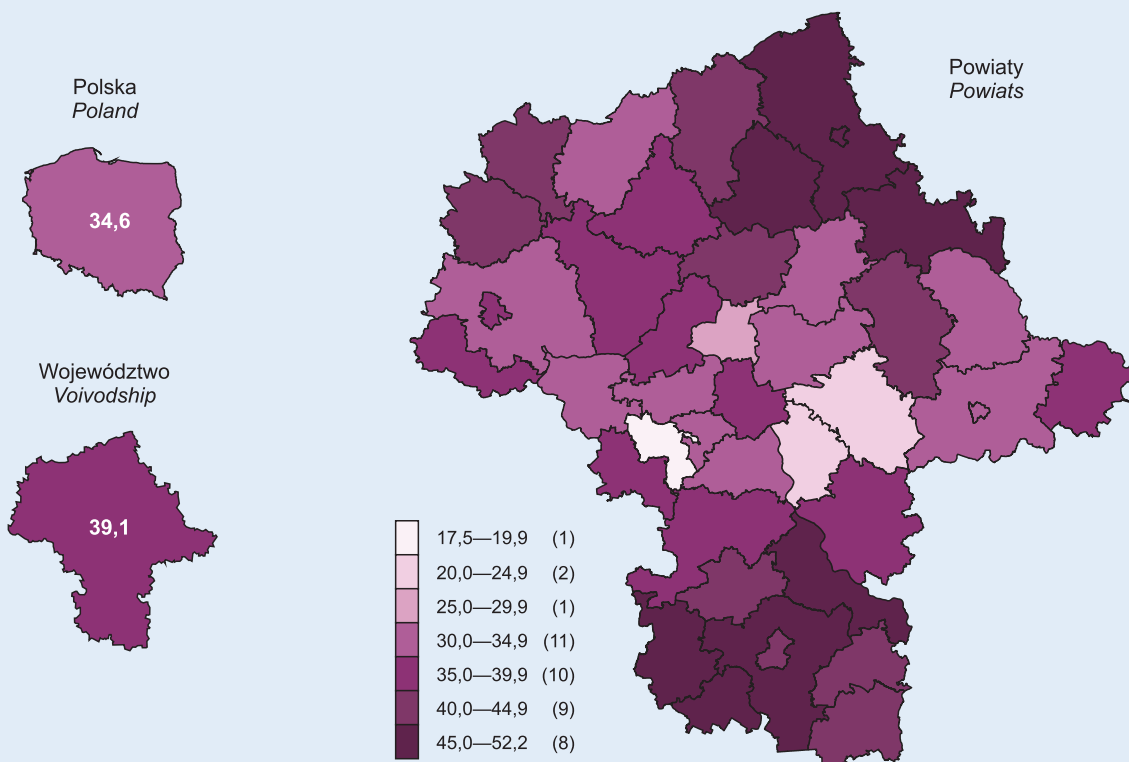 Polska
Poland
34,6
Województwo
Voivodship
39,1
Powiaty
Powiats
17,5—19,9 (1)
20,0—24,9 (2)
25,0—29,9 (1)
30,0—34,9 (11)
35,0—39,9 (10)
40,0—44,9 (9)
45,0—52,2 (8)